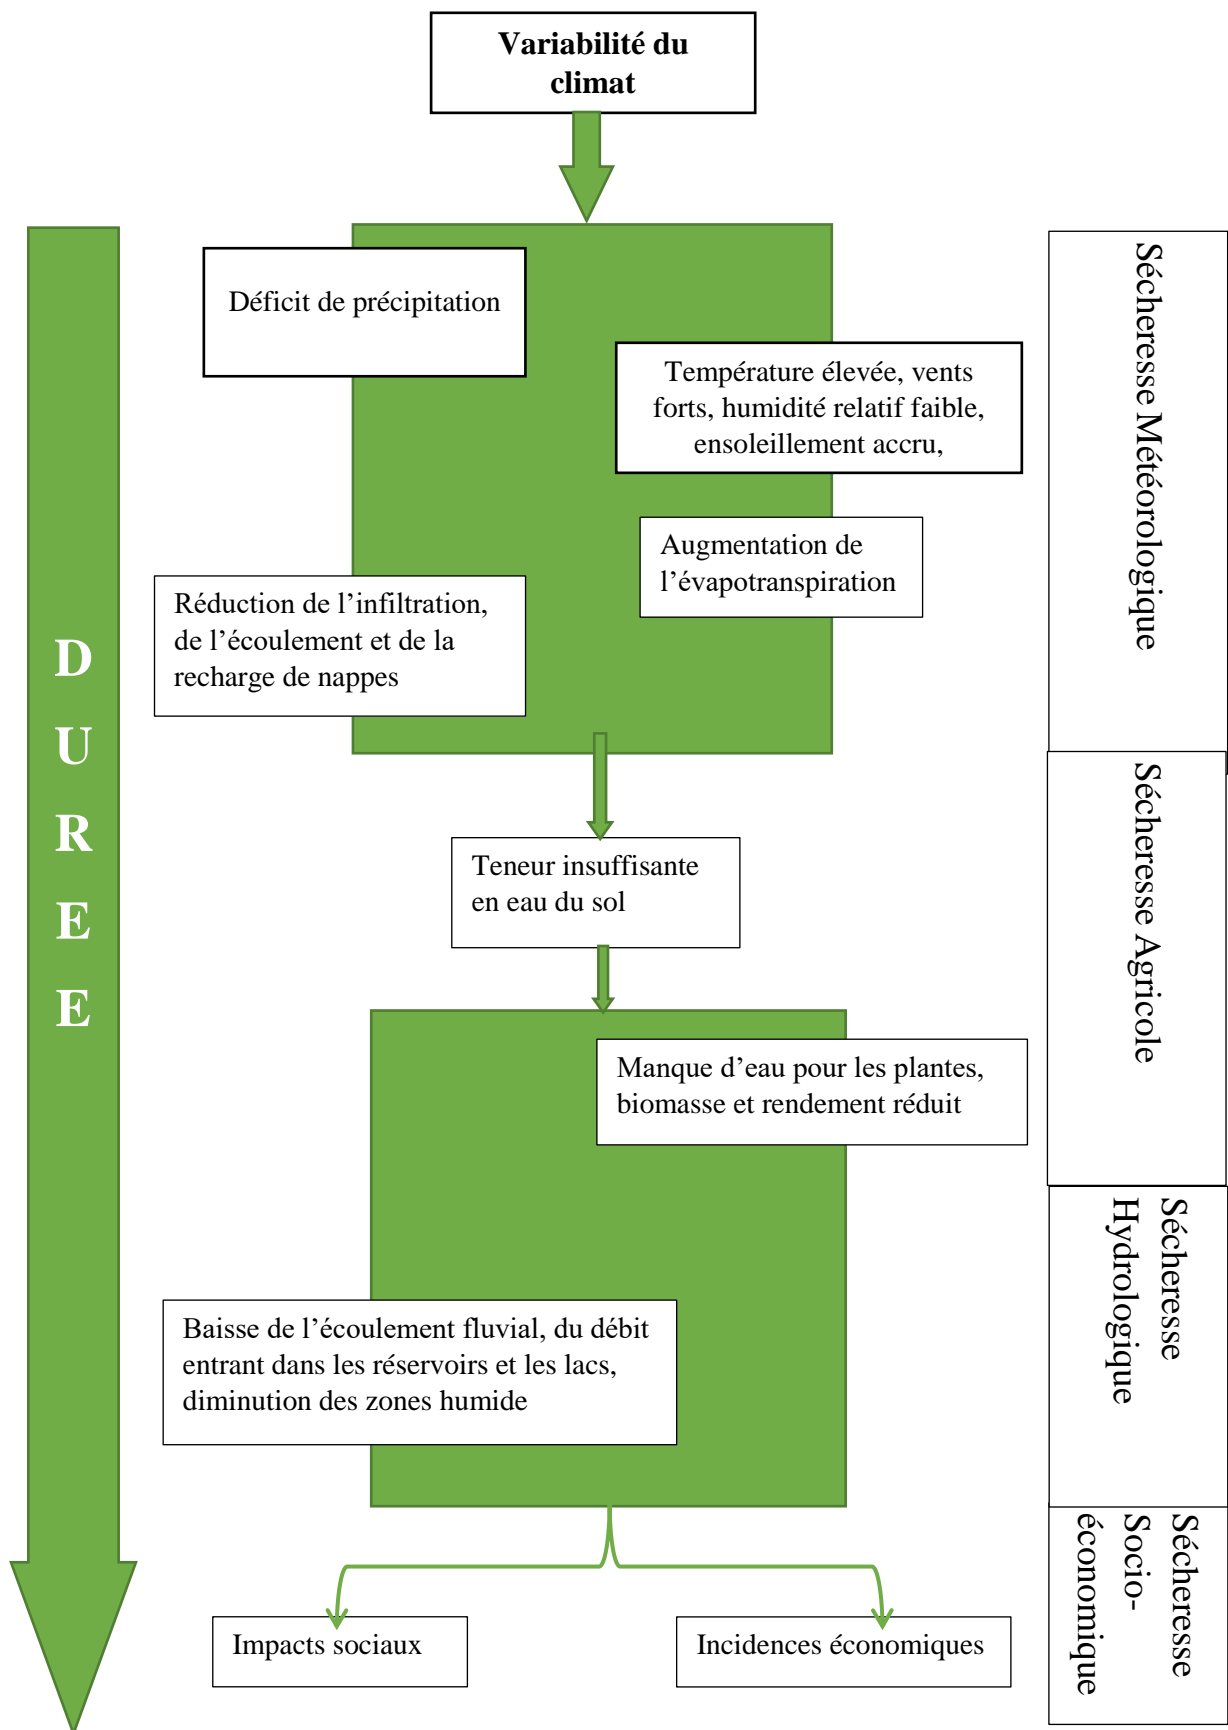 Variabilité du
climat
Déficit de précipitation
Température élevée, vents
forts, humidité relatif faible,
ensoleillement accru,
Augmentation de
l’évapotranspiration
Réduction de l’infiltration,
de l’écoulement et de la
recharge de nappes
Sécheresse Météorologique
D
U
R
E
E
Teneur insuffisante
en eau du sol
Sécheresse Agricole
Manque d’eau pour les plantes,
biomasse et rendement réduit
Sécheresse
Hydrologique
Baisse de l’écoulement fluvial, du débit
entrant dans les réservoirs et les lacs,
diminution des zones humide
Sécheresse
Socio-
économique
Impacts sociaux
Incidences économiques